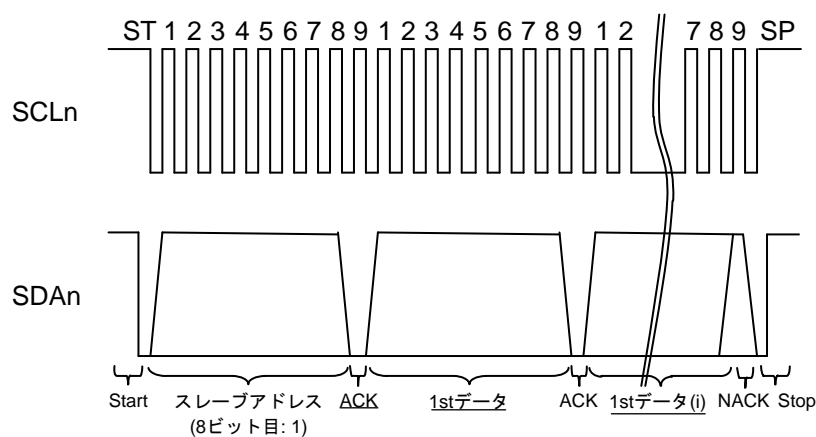 ST 1 2 3 4 5 6 7 8 9 1 2 3 4 5 6 7 8 9 1 2 7 8 9 SP
SCLn
SDAn
Start スレーブアドレス ACK 1stデータ ACK 1stデータ(i) NACK Stop
(8ビット目: 1)